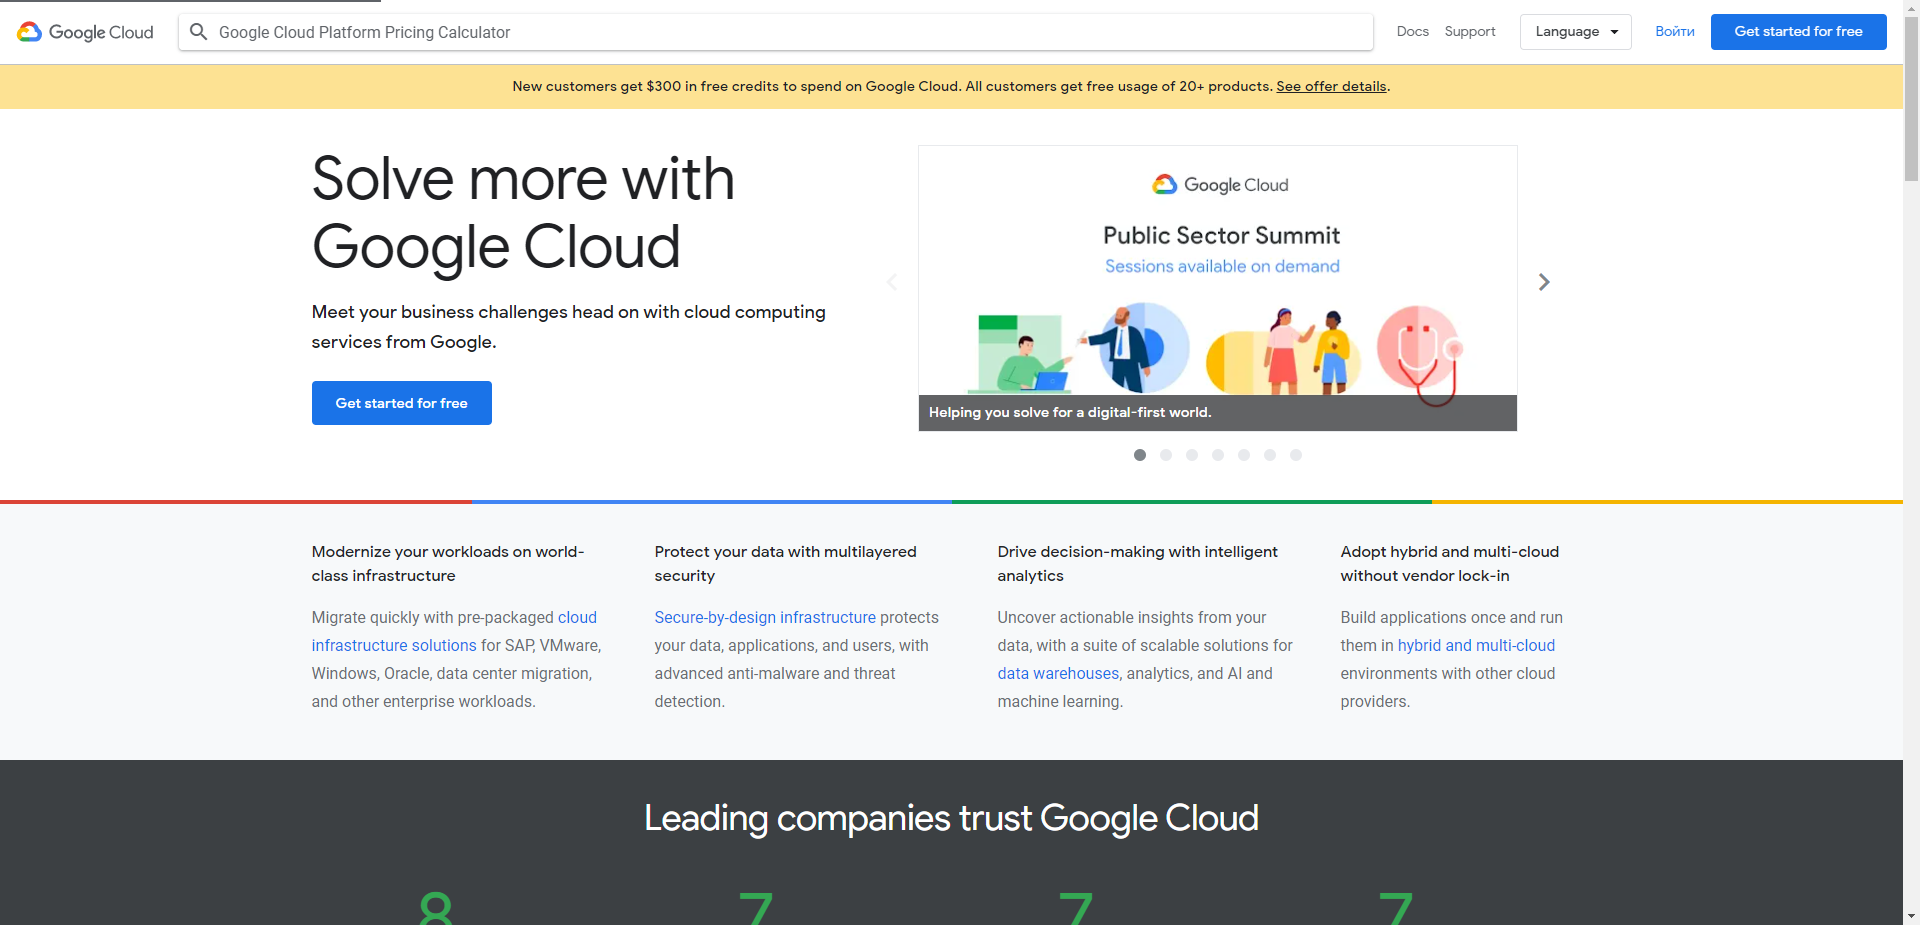 Google Cloud
Google Cloud Platform Pricing Calculator
Docs
Support
Language
Войти
Get started for free
New customers get $300 in free credits to spend on Google Cloud. All customers get free usage of 20+ products. See offer details.
Solve more with
Google Cloud
Meet your business challenges head on with cloud computing
services from Google.
Get started for free
Google Cloud
Public Sector Summit
Sessions available on demand
Helping you solve for a digital-first world.
Modernize your workloads on world-
class infrastructure
Migrate quickly with pre-packaged cloud
infrastructure solutions for SAP, VMware,
Windows, Oracle, data center migration,
and other enterprise workloads.
Protect your data with multilayered
security
Secure-by-design infrastructure protects
your data, applications, and users, with
advanced anti-malware and threat
detection.
Drive decision-making with intelligent
analytics
Uncover actionable insights from your
data, with a suite of scalable solutions for
data warehouses, analytics, and AI and
machine learning.
Adopt hybrid and multi-cloud
without vendor lock-in
Build applications once and run
them in hybrid and multi-cloud
environments with other cloud
providers.
Leading companies trust Google Cloud